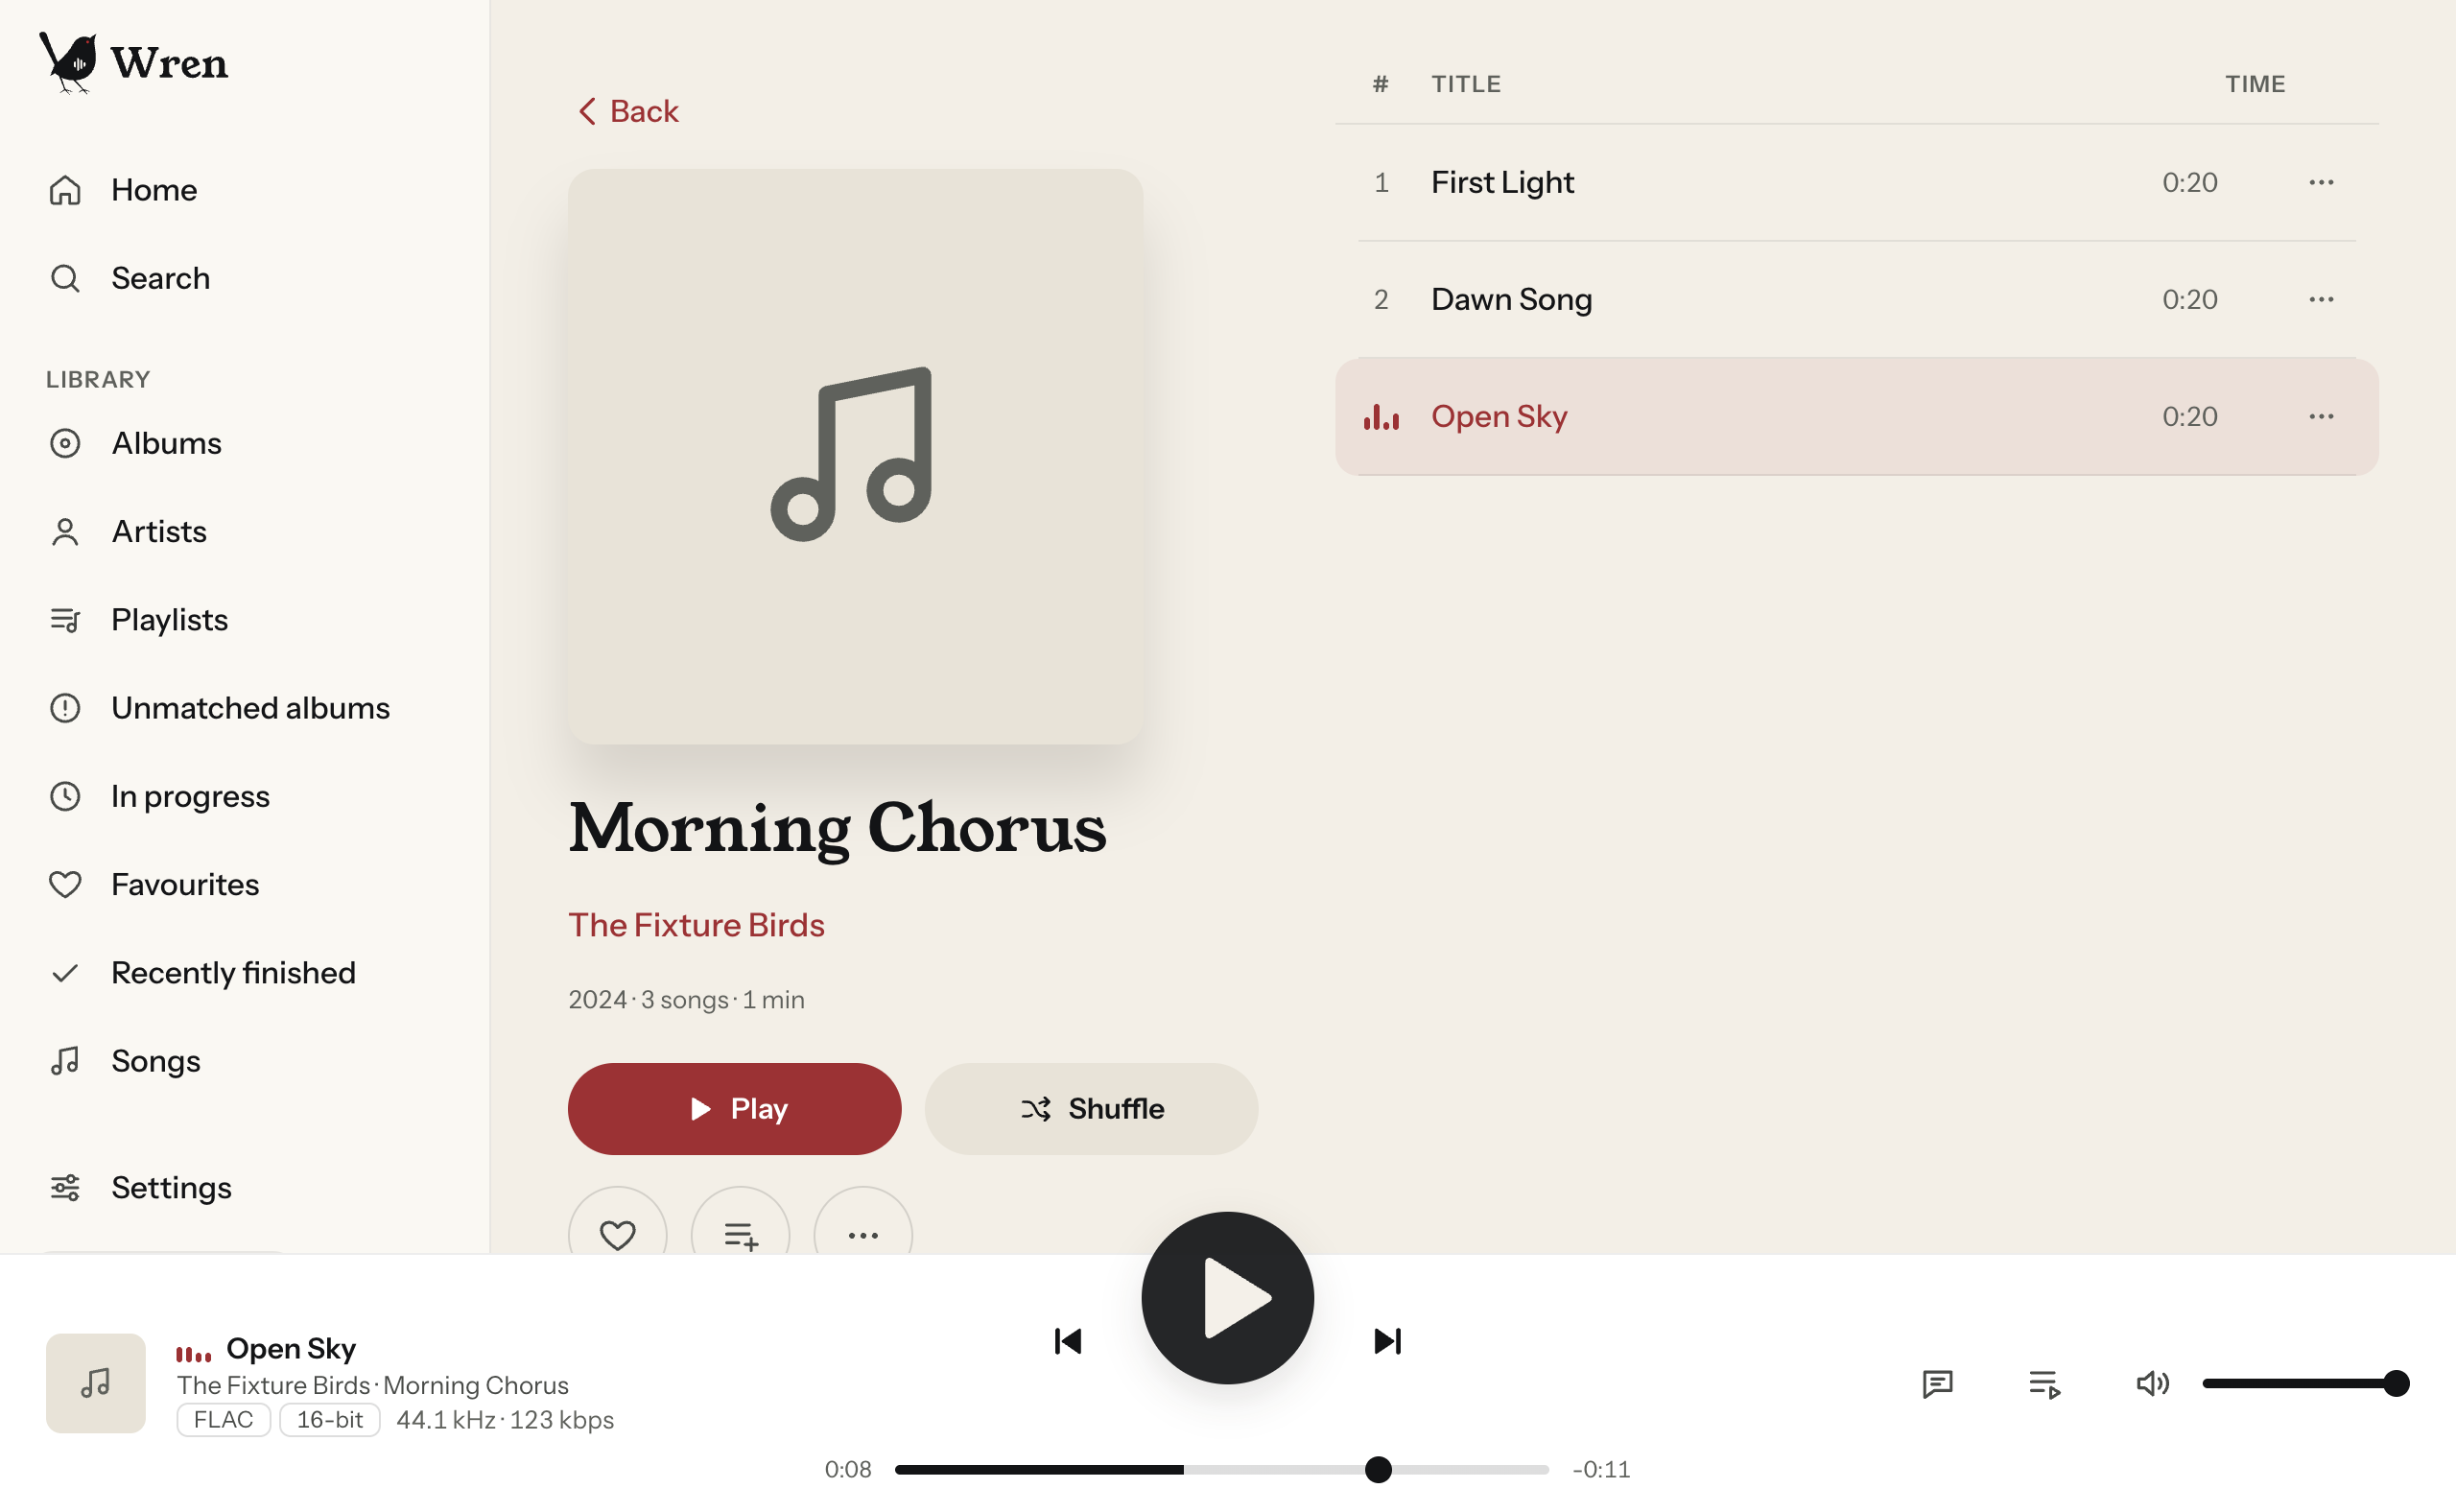 Wren
Home
Search
LIBRARY
Albums
Artists
Playlists
Unmatched albums
In progress
Favourites
Recently finished
Songs
Settings
Back
Morning Chorus
The Fixture Birds
2024 · 3 songs · 1 min
Play
Shuffle
# TITLE TIME
1 First Light 0:20
2 Dawn Song 0:20
Open Sky 0:20
Open Sky
The Fixture Birds · Morning Chorus
FLAC 16-bit 44.1 kHz · 123 kbps
0:08 -0:11